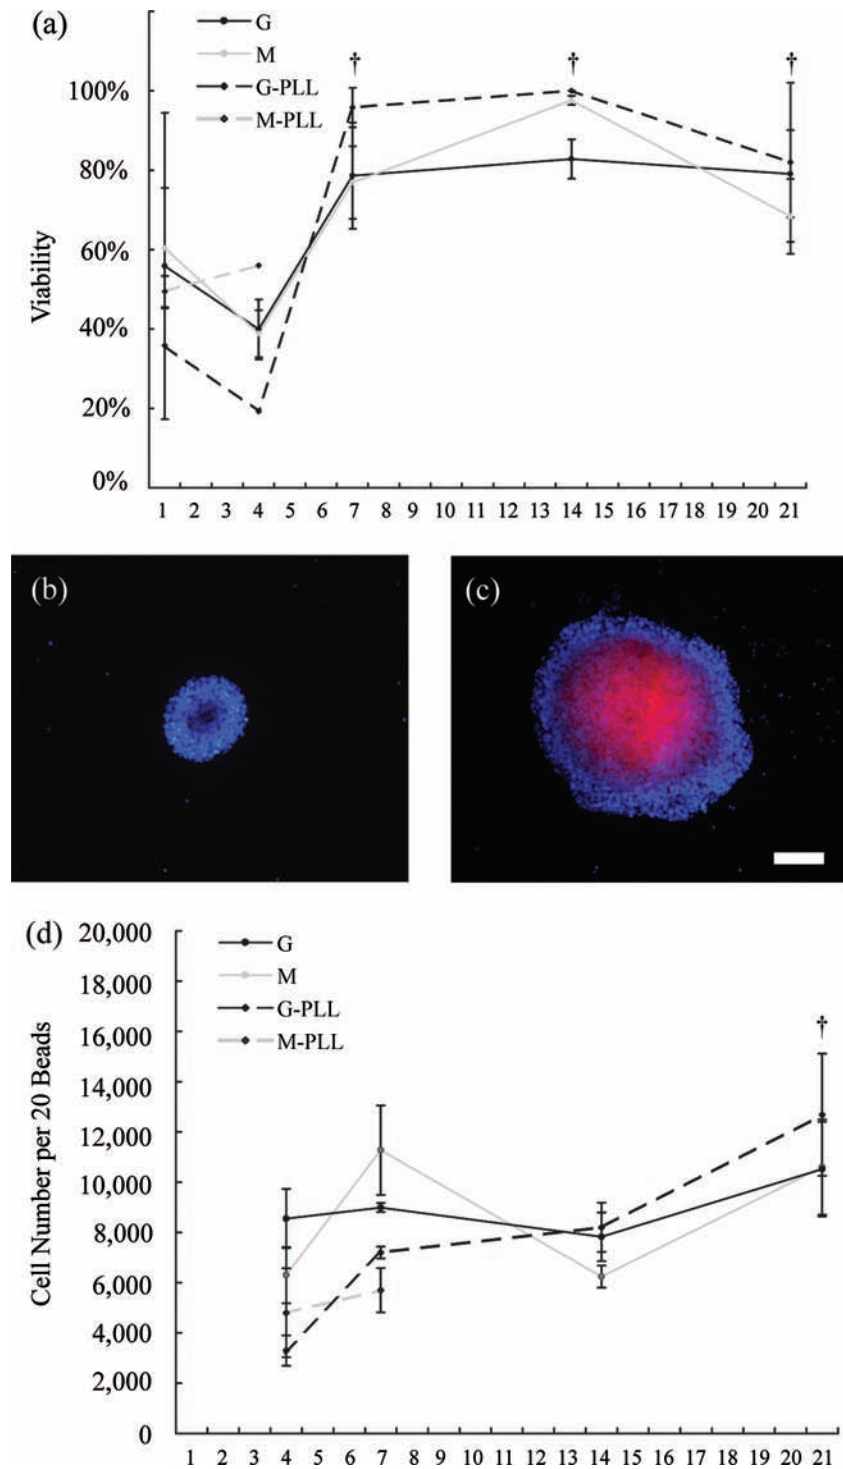 (a)
G
M
G-PLL
M-PLL
† † †
100%
80%
60%
40%
20%
0%
Viability
1 2 3 4 5 6 7 8 9 10 11 12 13 14 15 16 17 18 19 20 21
(b)
(c)
(d)
G
M
G-PLL
M-PLL
†
20,000
18,000
16,000
14,000
12,000
10,000
8,000
6,000
4,000
2,000
0
Cell Number per 20 Beads
1 2 3 4 5 6 7 8 9 10 11 12 13 14 15 16 17 18 19 20 21